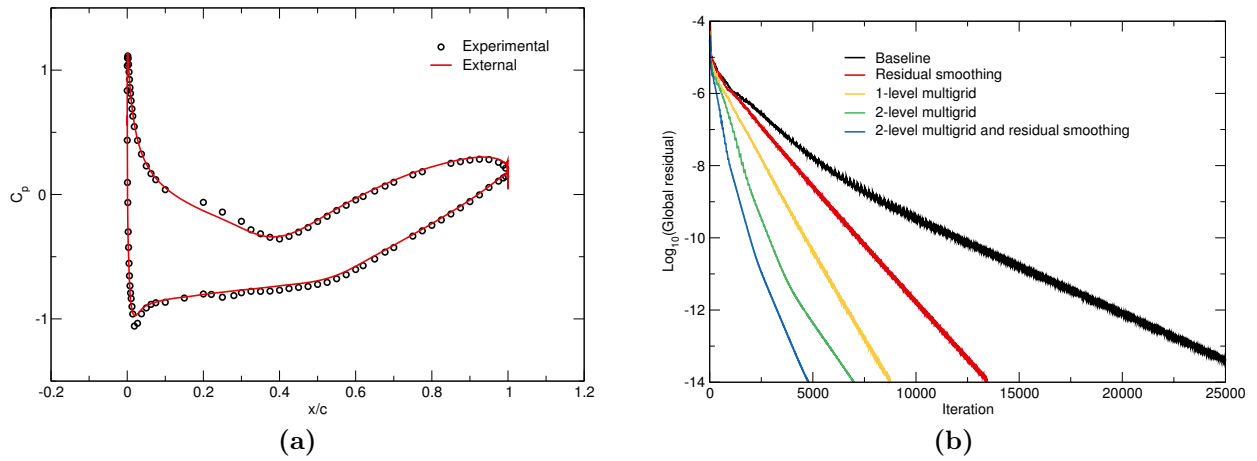 Experimental
External
1
0
-1
C_p
-0.2
0
0.2
0.4
0.6
0.8
1
1.2
x/c
(a)
-4
-6
-8
-10
-12
-14
Log10(Global residual)
Baseline
Residual smoothing
1-level multigrid
2-level multigrid
2-level multigrid and residual smoothing
0
5000
10000
15000
20000
25000
Iteration
(b)